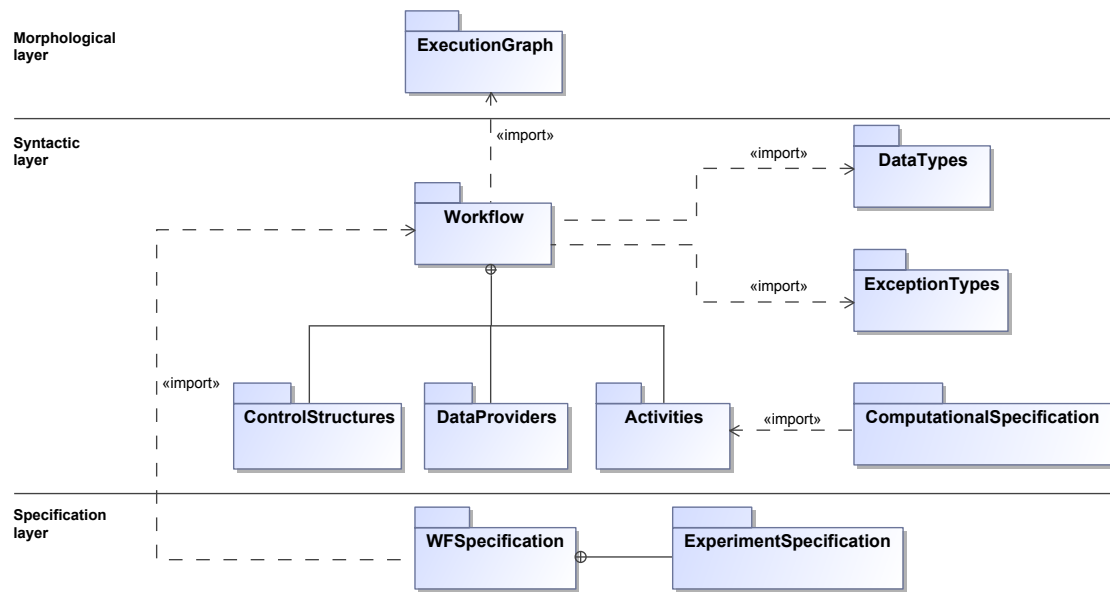 Morphological
layer
ExecutionGraph
Syntactic
layer
«import»
«import»
DataTypes
Workflow
ExceptionTypes
«import»
«import»
ControlStructures
DataProviders
Activities
«import»
ComputationalSpecification
Specification
layer
WFSpecification
ExperimentSpecification